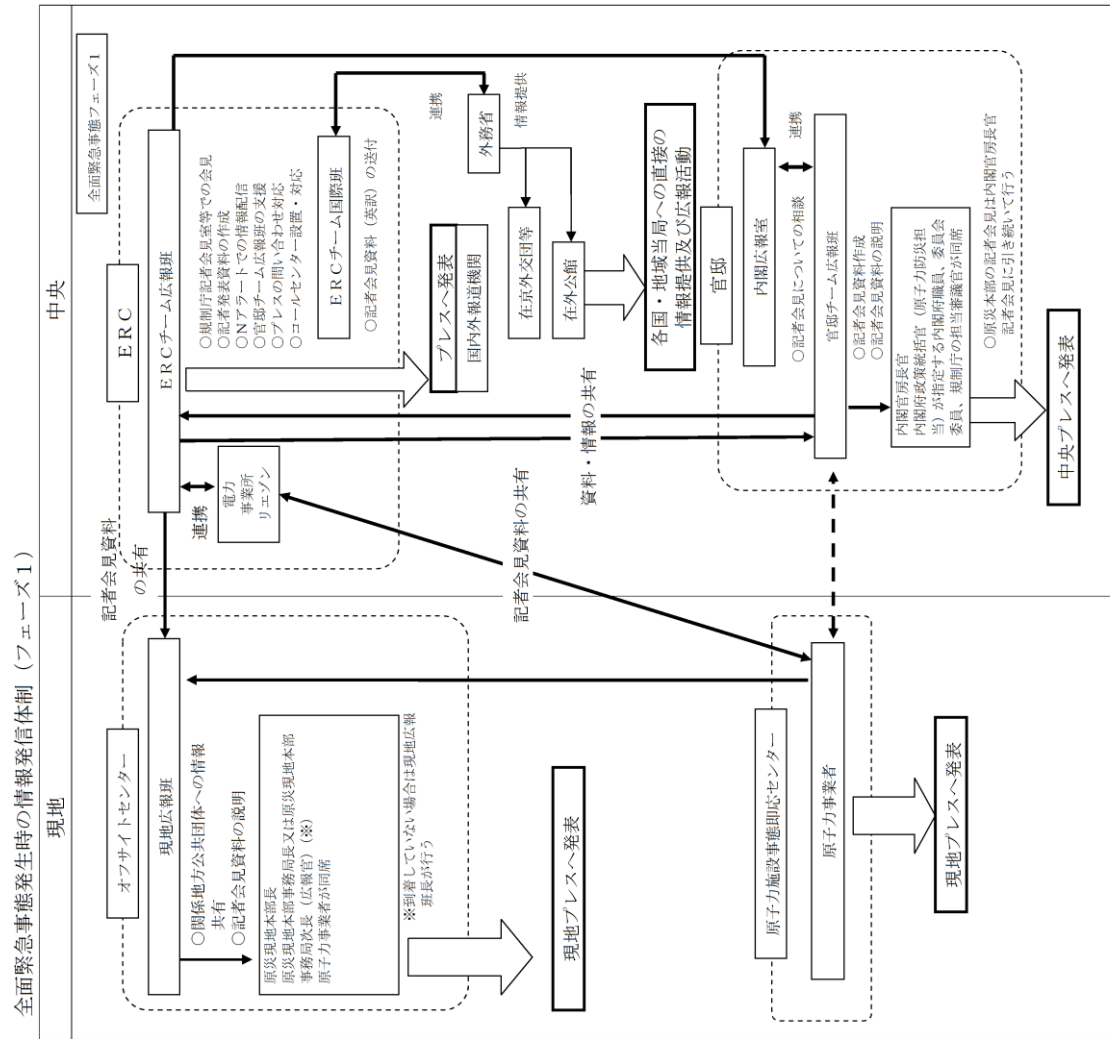 全面緊急事態発生時の情報発信体制（フェーズ１）
現地
中央
全面緊急事態フェーズ１
オフサイトセンター
現地広報班
○関係地方公共団体への情報
共有
○記者会見資料の説明
原災現地本部長
原災現地本部事務局長又は原災現地本部
事務局次長（広報官）（※）
原子力事業者が同席
※到着していない場合は現地広報
班長が行う
現地プレスへ発表
原子力施設事態即応センター
原子力事業者
現地プレスへ発表
記者会見資料
の共有
記者会見資料の共有
資料・情報の共有
ＥＲＣ
ＥＲＣチーム広報班
連携
電力
事業所
リエゾン
○規制庁記者会見室等での会見
○記者発表資料の作成
○Ｎアラートでの情報配信
○官邸チーム広報班の支援
○プレスの問い合わせ対応
○コールセンター設置・対応
ＥＲＣチーム国際班
○記者会見資料（英訳）の送付
プレスへ発表
国内外報道機関
連携
外務省
情報提供
在京外交団等
在外公館
各国・地域当局への直接の
情報提供及び広報活動
官邸
内閣広報室
○記者会見についての相談
連携
官邸チーム広報班
○記者会見資料作成
○記者会見資料の説明
内閣官房長官
内閣府政策統括官（原子力防災担
当）が指定する内閣府職員、委員会
委員、規制庁の担当審議官が同席
○原災本部の記者会見は内閣官房長官
記者会見に引き続いて行う
中央プレスへ発表